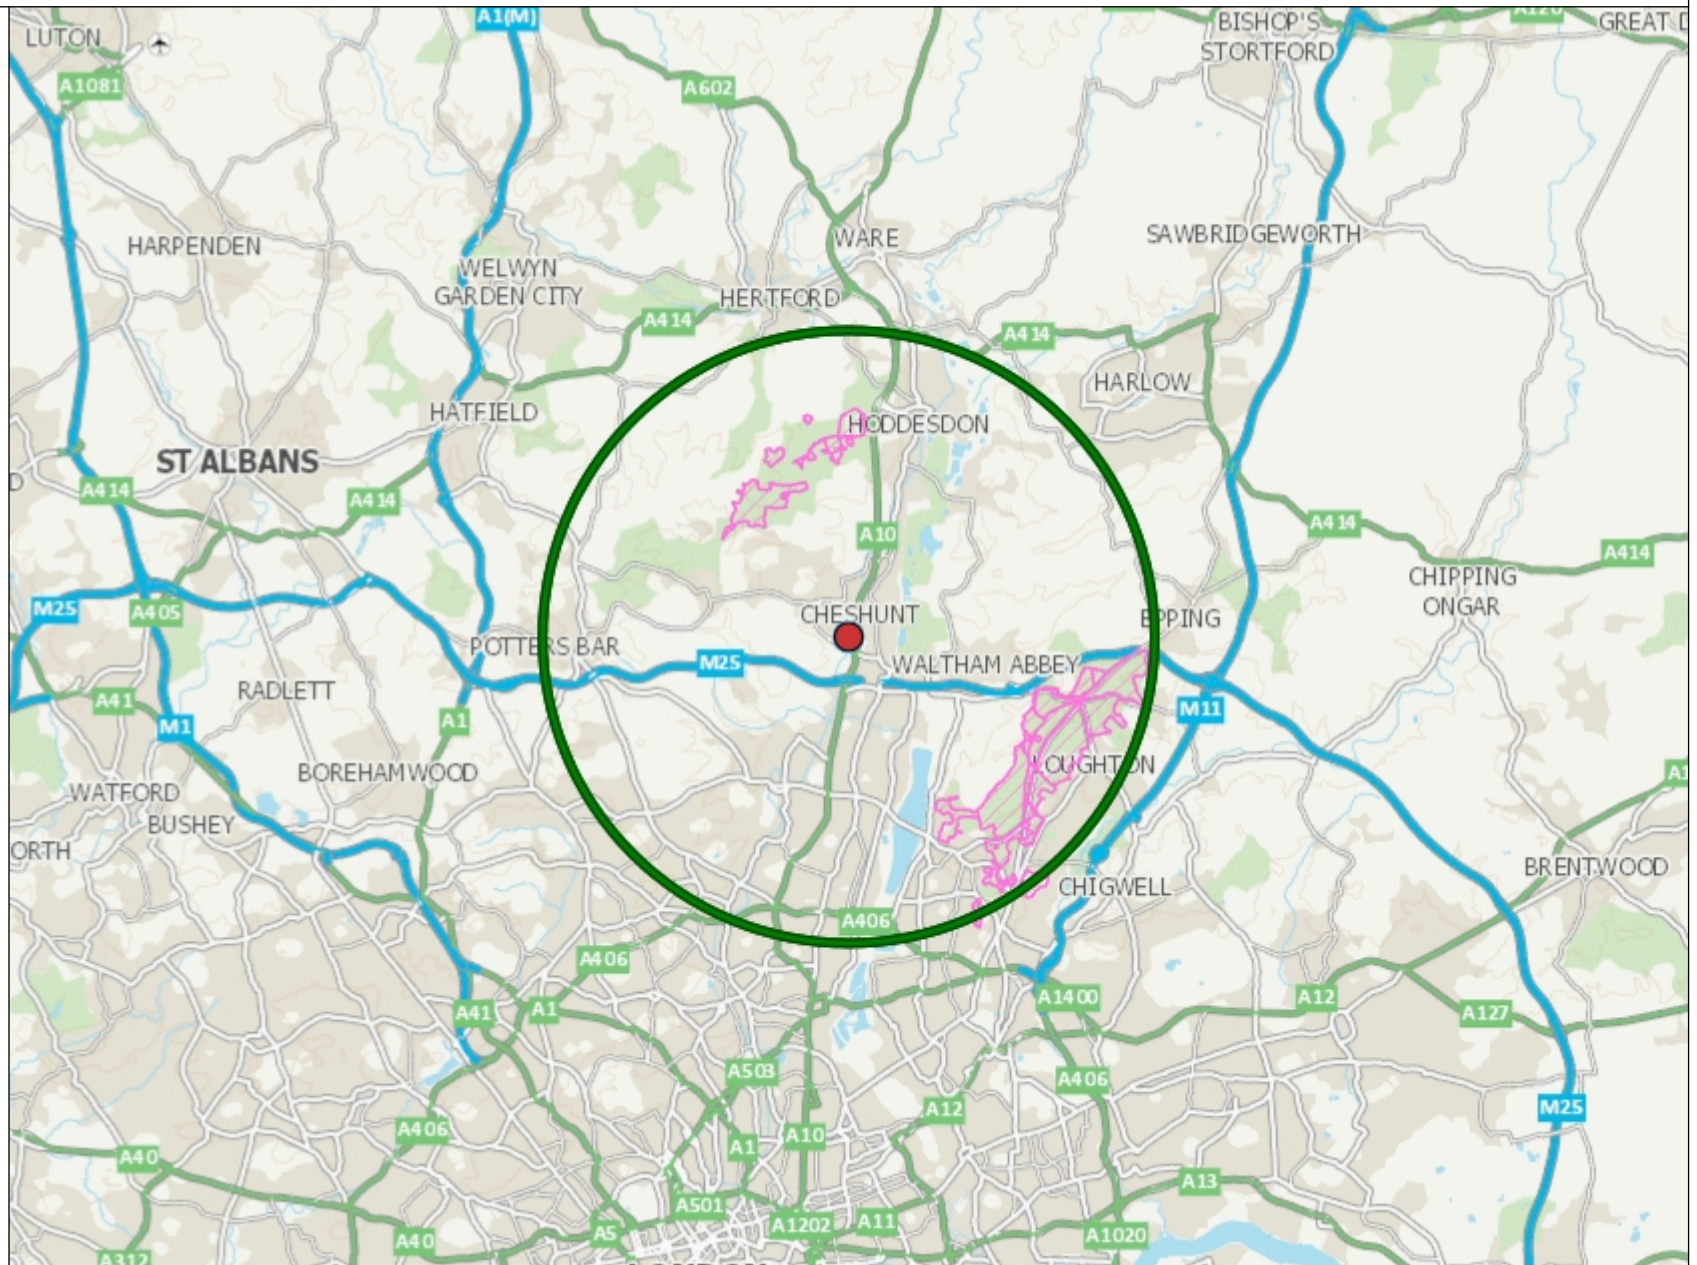 A1(M)
BISHOP'S
STORTFORD
A120
GREAT D
LUTON
A1081
A602
HARPENDEN
WARE
SAWBRIDGEWORTH
WELWYN
GARDEN CITY
HERTFORD
A414
A414
HARLOW
HATFIELD
HODDESDON
ST ALBANS
D
A414
A414
A414
A10
A414
CHIPPING
ONGAR
M25
A405
CHESHUNT
EPPING
POTTERS BAR
M25
WALTHAM ABBEY
RADLETT
A41
M1
A1
M11
BOREHAMWOOD
LOUGHTON
A1
WATFORD
BUSHEY
ORTH
BRENTWOOD
CHIGWELL
A406
A406
A41
A1
A1400
A12
A127
A503
A406
A12
M25
A406
A1
A10
A40
A13
A501
A1202
A11
A5
A1020
A40
A312
LONDON